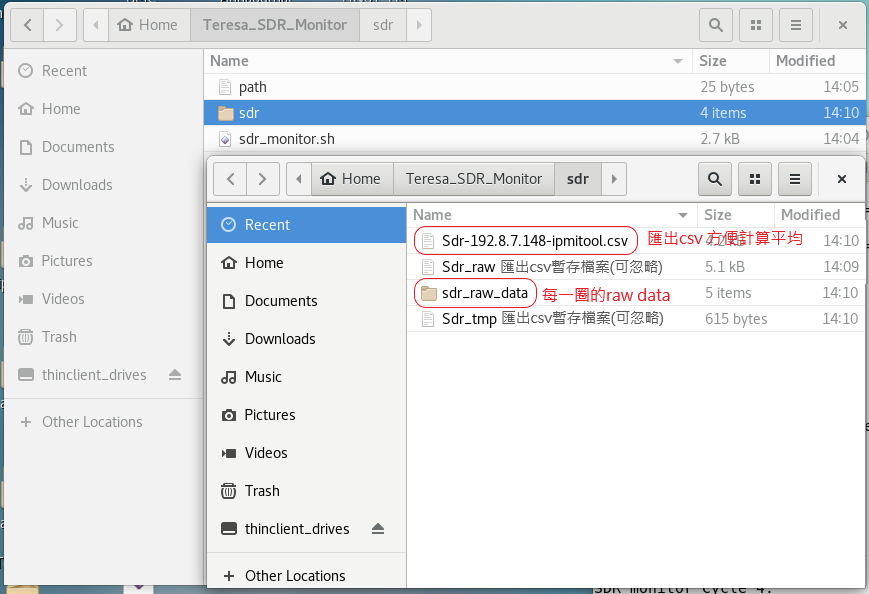 Home
Teresa_SDR_Monitor
sdr
Name
Size
Modified
Recent
Home
Documents
Downloads
Music
Pictures
Videos
Trash
thinclient_drives
Other Locations
path 25 bytes 14:05
sdr 4 items 14:10
sdr_monitor.sh 2.7 kB 14:04
Home
Teresa_SDR_Monitor
sdr
Name
Size
Modified
Recent
Home
Documents
Downloads
Music
Pictures
Videos
Trash
thinclient_drives
Other Locations
Sdr-192.8.7.148-ipmitool.csv 匯出csv 方便計算平均 14:10
Sdr_raw 匯出csv暫存檔案(可忽略) 5.1 kB 14:09
sdr_raw_data 每一圈的raw data 5 items 14:10
Sdr_tmp 匯出csv暫存檔案(可忽略) 615 bytes 14:10
SDR monitor cycle 4: